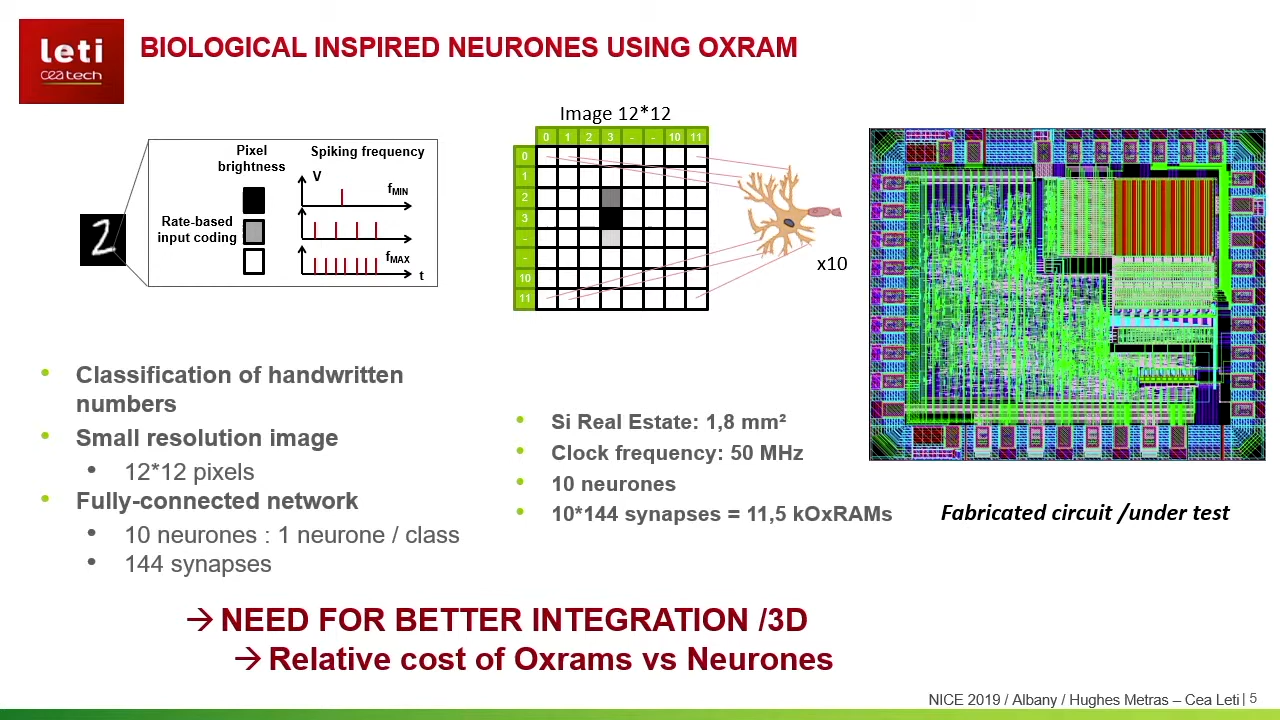 leti
ceatech
BIOLOGICAL INSPIRED NEURONES USING OXRAM
Pixel
brightness
Spiking frequency
V
fMIN
Rate-based
input coding
fMAX
t
2
Image 12*12
0 1 2 3 - - 10 11
0
1
2
3
-
-
10
11
x10
• Classification of handwritten
numbers
• Small resolution image
• 12*12 pixels
• Fully-connected network
• 10 neurones : 1 neurone / class
• 144 synapses
• Si Real Estate: 1,8 mm²
• Clock frequency: 50 MHz
• 10 neurones
• 10*144 synapses = 11,5 kOxRAMs
Fabricated circuit /under test
→ NEED FOR BETTER INTEGRATION /3D
→ Relative cost of Oxrams vs Neurones
NICE 2019 / Albany / Hughes Metras – Cea Leti | 5